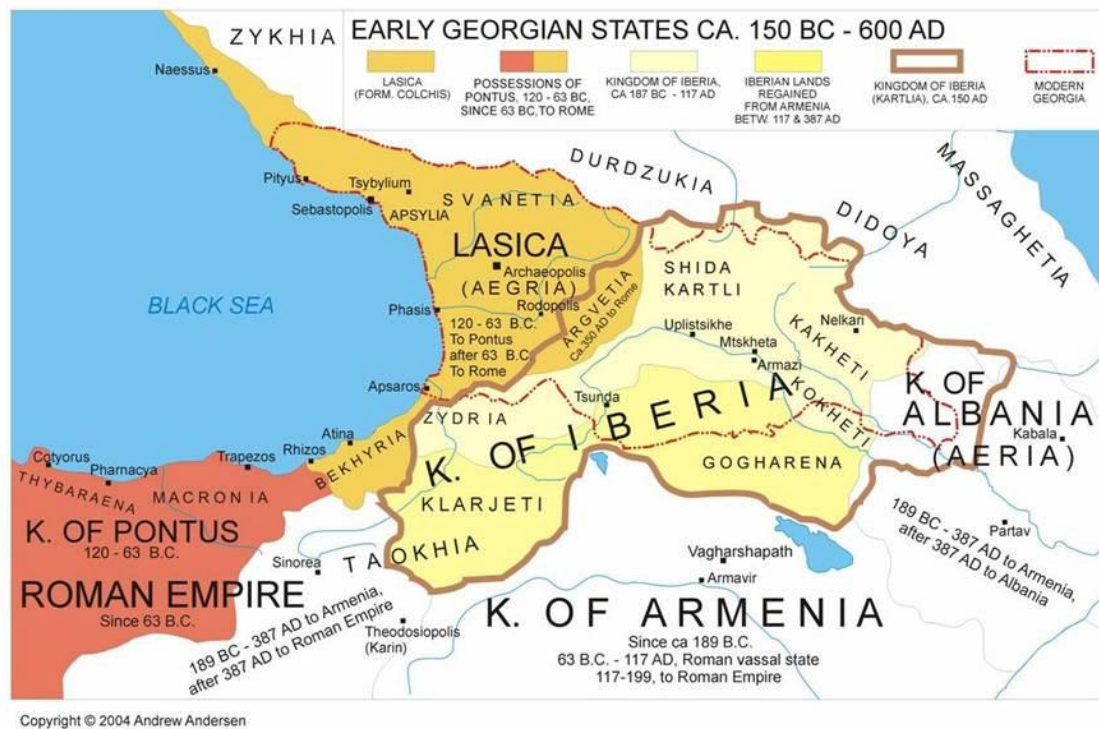 EARLY GEORGIAN STATES CA. 150 BC - 600 AD
LASICA
(FORM. COLCHIS)
POSSESSIONS OF
PONTUS, 120 - 63 BC,
SINCE 63 BC, TO ROME
KINGDOM OF IBERIA,
CA 187 BC - 117 AD
IBERIAN LANDS
REGAINED
FROM ARMENIA
BETW. 117 & 387 AD
KINGDOM OF IBERIA
(KARTLIA), CA. 150 AD
MODERN
GEORGIA
ZYKHIA
Naessus
DURDZUKIA
MASSAGHETIA
DIDOYA
Pityus
Tsybylium
Sebastopolis
APSYLIA
SVANETIA
LASICA
Archaeopolis
(AEGRIA)
Phasis
Rodopolis
120 - 63 B.C.
To Pontus
after 63 B.C.
To Rome
ARGVETIA
Ca.350 AD to Rome
SHIDA
KARTLI
Uplistsikhe
Nelkari
Mtskheta
Armazi
KAKHETI
KOKHETI
BLACK SEA
Apsaros
ZYDRIA
Tsunda
K. OF IBERIA
K. OF
ALBANIA
(AERIA)
Kabala
GOGHARENA
KLARJETI
Atina
Rhizos
BEKHYRIA
Trapezos
Cotyorus
Pharnacya
THYBARAENA
MACRONIA
K. OF PONTUS
120 - 63 B.C.
ROMAN EMPIRE
Since 63 B.C.
Sinorea
TAOKHIA
189 BC - 387 AD to Armenia,
after 387 AD to Roman Empire
Theodosiopolis
(Karin)
Vagharshapath
Armavir
K. OF ARMENIA
Since ca 189 B.C.
63 B.C. - 117 AD, Roman vassal state
117-199, to Roman Empire
Partav
189 BC - 387 AD to Armenia,
after 387 AD to Albania
Copyright © 2004 Andrew Andersen